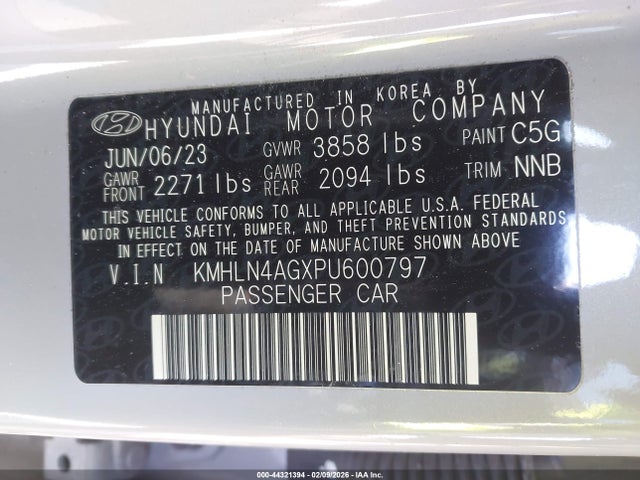 MANUFACTURED IN KOREA BY
HYUNDAI MOTOR COMPANY
JUN/06/23 GVWR 3858 lbs PAINT C5G
GAWR FRONT 2271 lbs GAWR REAR 2094 lbs TRIM NNB
THIS VEHICLE CONFORMS TO ALL APPLICABLE U.S.A. FEDERAL
MOTOR VEHICLE SAFETY, BUMPER, AND THEFT PREVENTION STANDARDS
IN EFFECT ON THE DATE OF MANUFACTURE SHOWN ABOVE.
V.I.N KMHLN4AGXPU600797
PASSENGER CAR
000-44321394 - 02/09/2026 - IAA Inc.